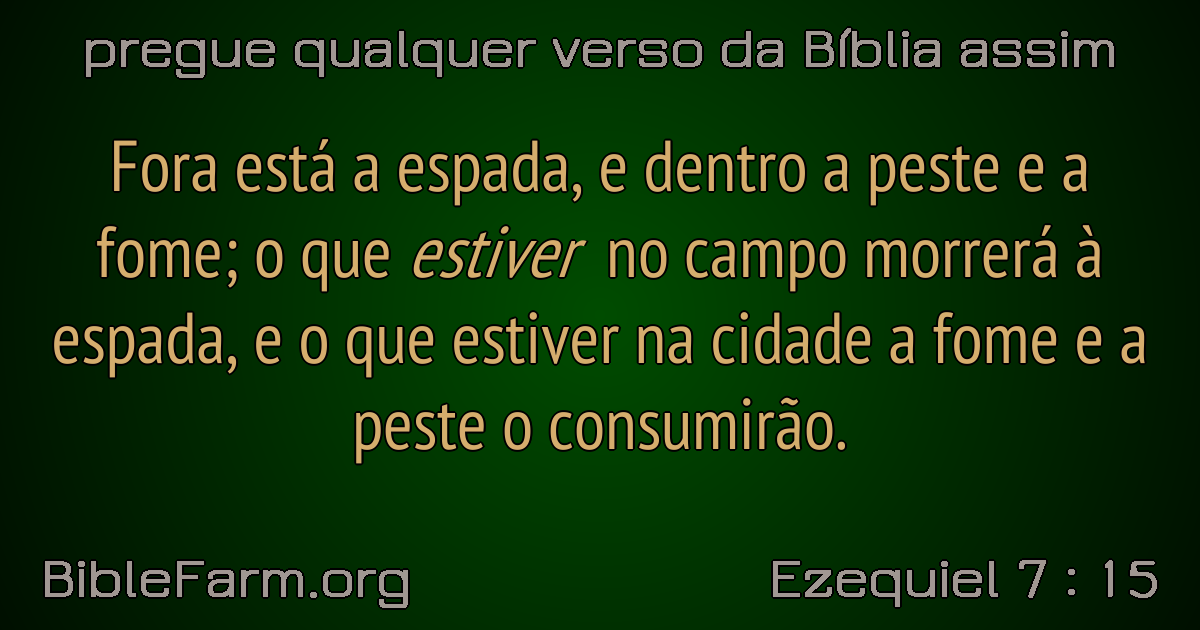 pregue qualquer verso da Bíblia assim
Fora está a espada, e dentro a peste e a
fome; o que estiver no campo morrerá à
espada, e o que estiver na cidade a fome e a
peste o consumirão.
BibleFarm.org
Ezequiel 7 : 15